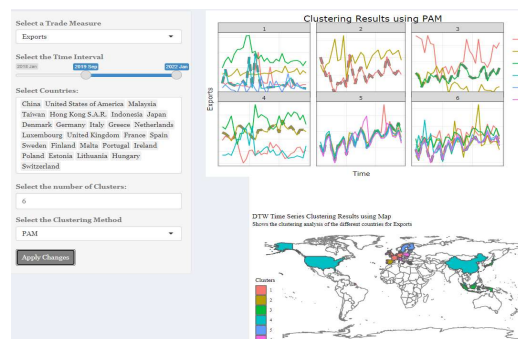 Select a Trade Measure
Exports
Select the Time Interval
2019 Sep
2022 Jan
Select Countries:
China United States of America Malaysia
Taiwan Hong Kong S.A.R. Indonesia Japan
Denmark Germany Italy Greece Netherlands
Luxembourg United Kingdom France Spain
Sweden Finland Malta Portugal Ireland
Poland Estonia Lithuania Hungary
Switzerland
Select the number of Clusters:
6
Select the Clustering Method
PAM
Apply Changes
Clustering Results using PAM
1 2 3
4 5 6
Exports
Time
DTW Time Series Clustering Results using Map
Shows the clustering analysis of the different countries for Exports
Clusters
1
2
3
4
5